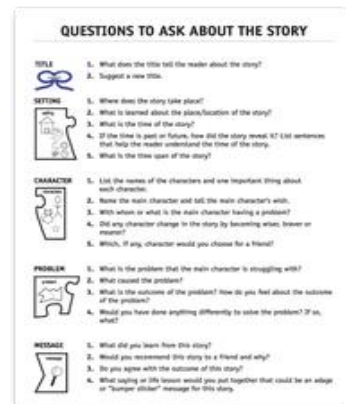 QUESTIONS TO ASK ABOUT THE STORY
TITLE
1. What does the title tell the reader about the story?
2. Suggest a new title.
SETTING
1. Where does the story take place?
2. What is learned about the place/location of the story?
3. What is the time of the story?
4. If the time is past or future, how did the story reveal it? List sentences
that help the reader understand the time of the story.
5. What is the time span of the story?
CHARACTER
1. List the names of the characters and one important thing about
each character.
2. Name the main character and tell the main character's wish.
3. With whom or what is the main character having a problem?
4. Did any character change in the story by becoming wiser, braver or
meaner?
5. Which, if any, character would you choose for a friend?
PROBLEM
1. What is the problem that the main character is struggling with?
2. What caused the problem?
3. What is the outcome of the problem? How do you feel about the outcome
of the problem?
4. Would you have done anything differently to solve the problem? If so,
what?
MESSAGE
1. What did you learn from this story?
2. Would you recommend this story to a friend and why?
3. Do you agree with the outcome of this story?
4. What saying or life lesson would you put together that could be an adage
or "bumper sticker" message for this story.